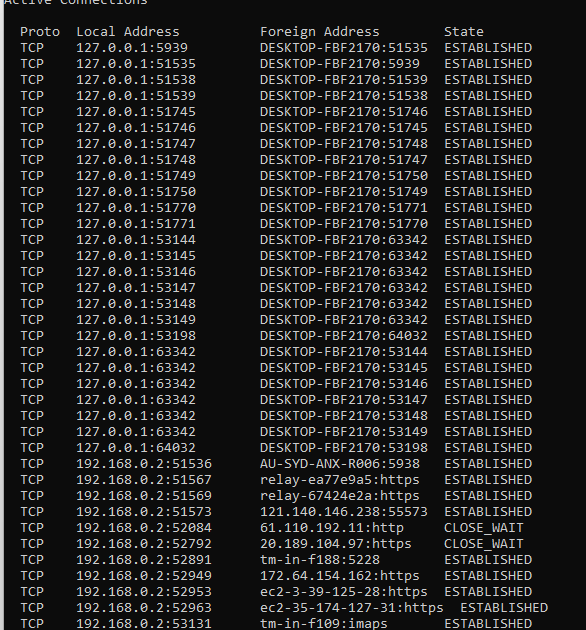 Active Connections
Proto Local Address Foreign Address State
TCP 127.0.0.1:5939 DESKTOP-FBF2170:51535 ESTABLISHED
TCP 127.0.0.1:51535 DESKTOP-FBF2170:5939 ESTABLISHED
TCP 127.0.0.1:51538 DESKTOP-FBF2170:51539 ESTABLISHED
TCP 127.0.0.1:51539 DESKTOP-FBF2170:51538 ESTABLISHED
TCP 127.0.0.1:51745 DESKTOP-FBF2170:51746 ESTABLISHED
TCP 127.0.0.1:51746 DESKTOP-FBF2170:51745 ESTABLISHED
TCP 127.0.0.1:51747 DESKTOP-FBF2170:51748 ESTABLISHED
TCP 127.0.0.1:51748 DESKTOP-FBF2170:51747 ESTABLISHED
TCP 127.0.0.1:51749 DESKTOP-FBF2170:51750 ESTABLISHED
TCP 127.0.0.1:51750 DESKTOP-FBF2170:51749 ESTABLISHED
TCP 127.0.0.1:51770 DESKTOP-FBF2170:51771 ESTABLISHED
TCP 127.0.0.1:51771 DESKTOP-FBF2170:51770 ESTABLISHED
TCP 127.0.0.1:53144 DESKTOP-FBF2170:63342 ESTABLISHED
TCP 127.0.0.1:53145 DESKTOP-FBF2170:63342 ESTABLISHED
TCP 127.0.0.1:53146 DESKTOP-FBF2170:63342 ESTABLISHED
TCP 127.0.0.1:53147 DESKTOP-FBF2170:63342 ESTABLISHED
TCP 127.0.0.1:53148 DESKTOP-FBF2170:63342 ESTABLISHED
TCP 127.0.0.1:53149 DESKTOP-FBF2170:63342 ESTABLISHED
TCP 127.0.0.1:53198 DESKTOP-FBF2170:64032 ESTABLISHED
TCP 127.0.0.1:63342 DESKTOP-FBF2170:53144 ESTABLISHED
TCP 127.0.0.1:63342 DESKTOP-FBF2170:53145 ESTABLISHED
TCP 127.0.0.1:63342 DESKTOP-FBF2170:53146 ESTABLISHED
TCP 127.0.0.1:63342 DESKTOP-FBF2170:53147 ESTABLISHED
TCP 127.0.0.1:63342 DESKTOP-FBF2170:53148 ESTABLISHED
TCP 127.0.0.1:63342 DESKTOP-FBF2170:53149 ESTABLISHED
TCP 127.0.0.1:64032 DESKTOP-FBF2170:53198 ESTABLISHED
TCP 192.168.0.2:51536 AU-SYD-ANX-R006:5938 ESTABLISHED
TCP 192.168.0.2:51567 relay-ea77e9a5:https ESTABLISHED
TCP 192.168.0.2:51569 relay-67424e2a:https ESTABLISHED
TCP 192.168.0.2:51573 121.140.146.238:55573 ESTABLISHED
TCP 192.168.0.2:52084 61.110.192.11:http CLOSE_WAIT
TCP 192.168.0.2:52792 20.189.104.97:https CLOSE_WAIT
TCP 192.168.0.2:52891 tm-in-f188:5228 ESTABLISHED
TCP 192.168.0.2:52949 172.64.154.162:https ESTABLISHED
TCP 192.168.0.2:52953 ec2-3-39-125-28:https ESTABLISHED
TCP 192.168.0.2:52963 ec2-35-174-127-31:https ESTABLISHED
TCP 192.168.0.2:53131 tm-in-f109:imaps ESTABLISHED